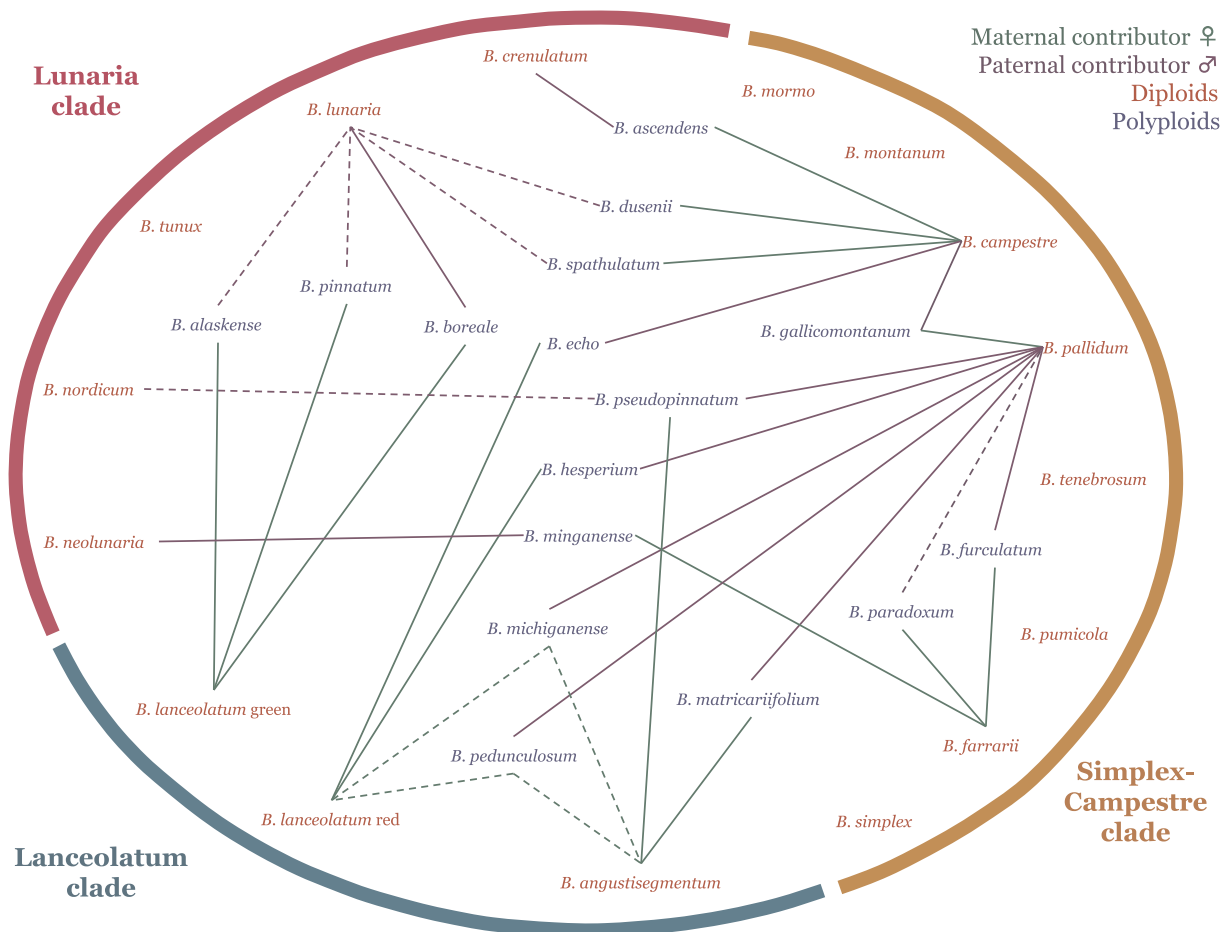 Maternal contributor ♀
Paternal contributor ♂
Diploids
Polyploids
Lunaria
clade
B. crenulatum
B. mormo
B. lunaria
B. ascendens
B. montanum
B. dusenii
B. tunux
B. campestre
B. spathulatum
B. pinnatum
B. alaskense
B. boreale
B. gallicomontanum
B. echo
B. pallidum
B. nordicum
B. pseudopinnatum
B. hesperium
B. tenebrosum
B. neolunaria
B. minganense
B. furculatum
B. paradoxum
B. michiganense
B. pumicola
B. matricariifolium
B. lanceolatum green
B. farrarii
B. pedunculosum
Simplex-
Campestre
clade
B. lanceolatum red
B. simplex
Lanceolatum
clade
B. angustisegmentum